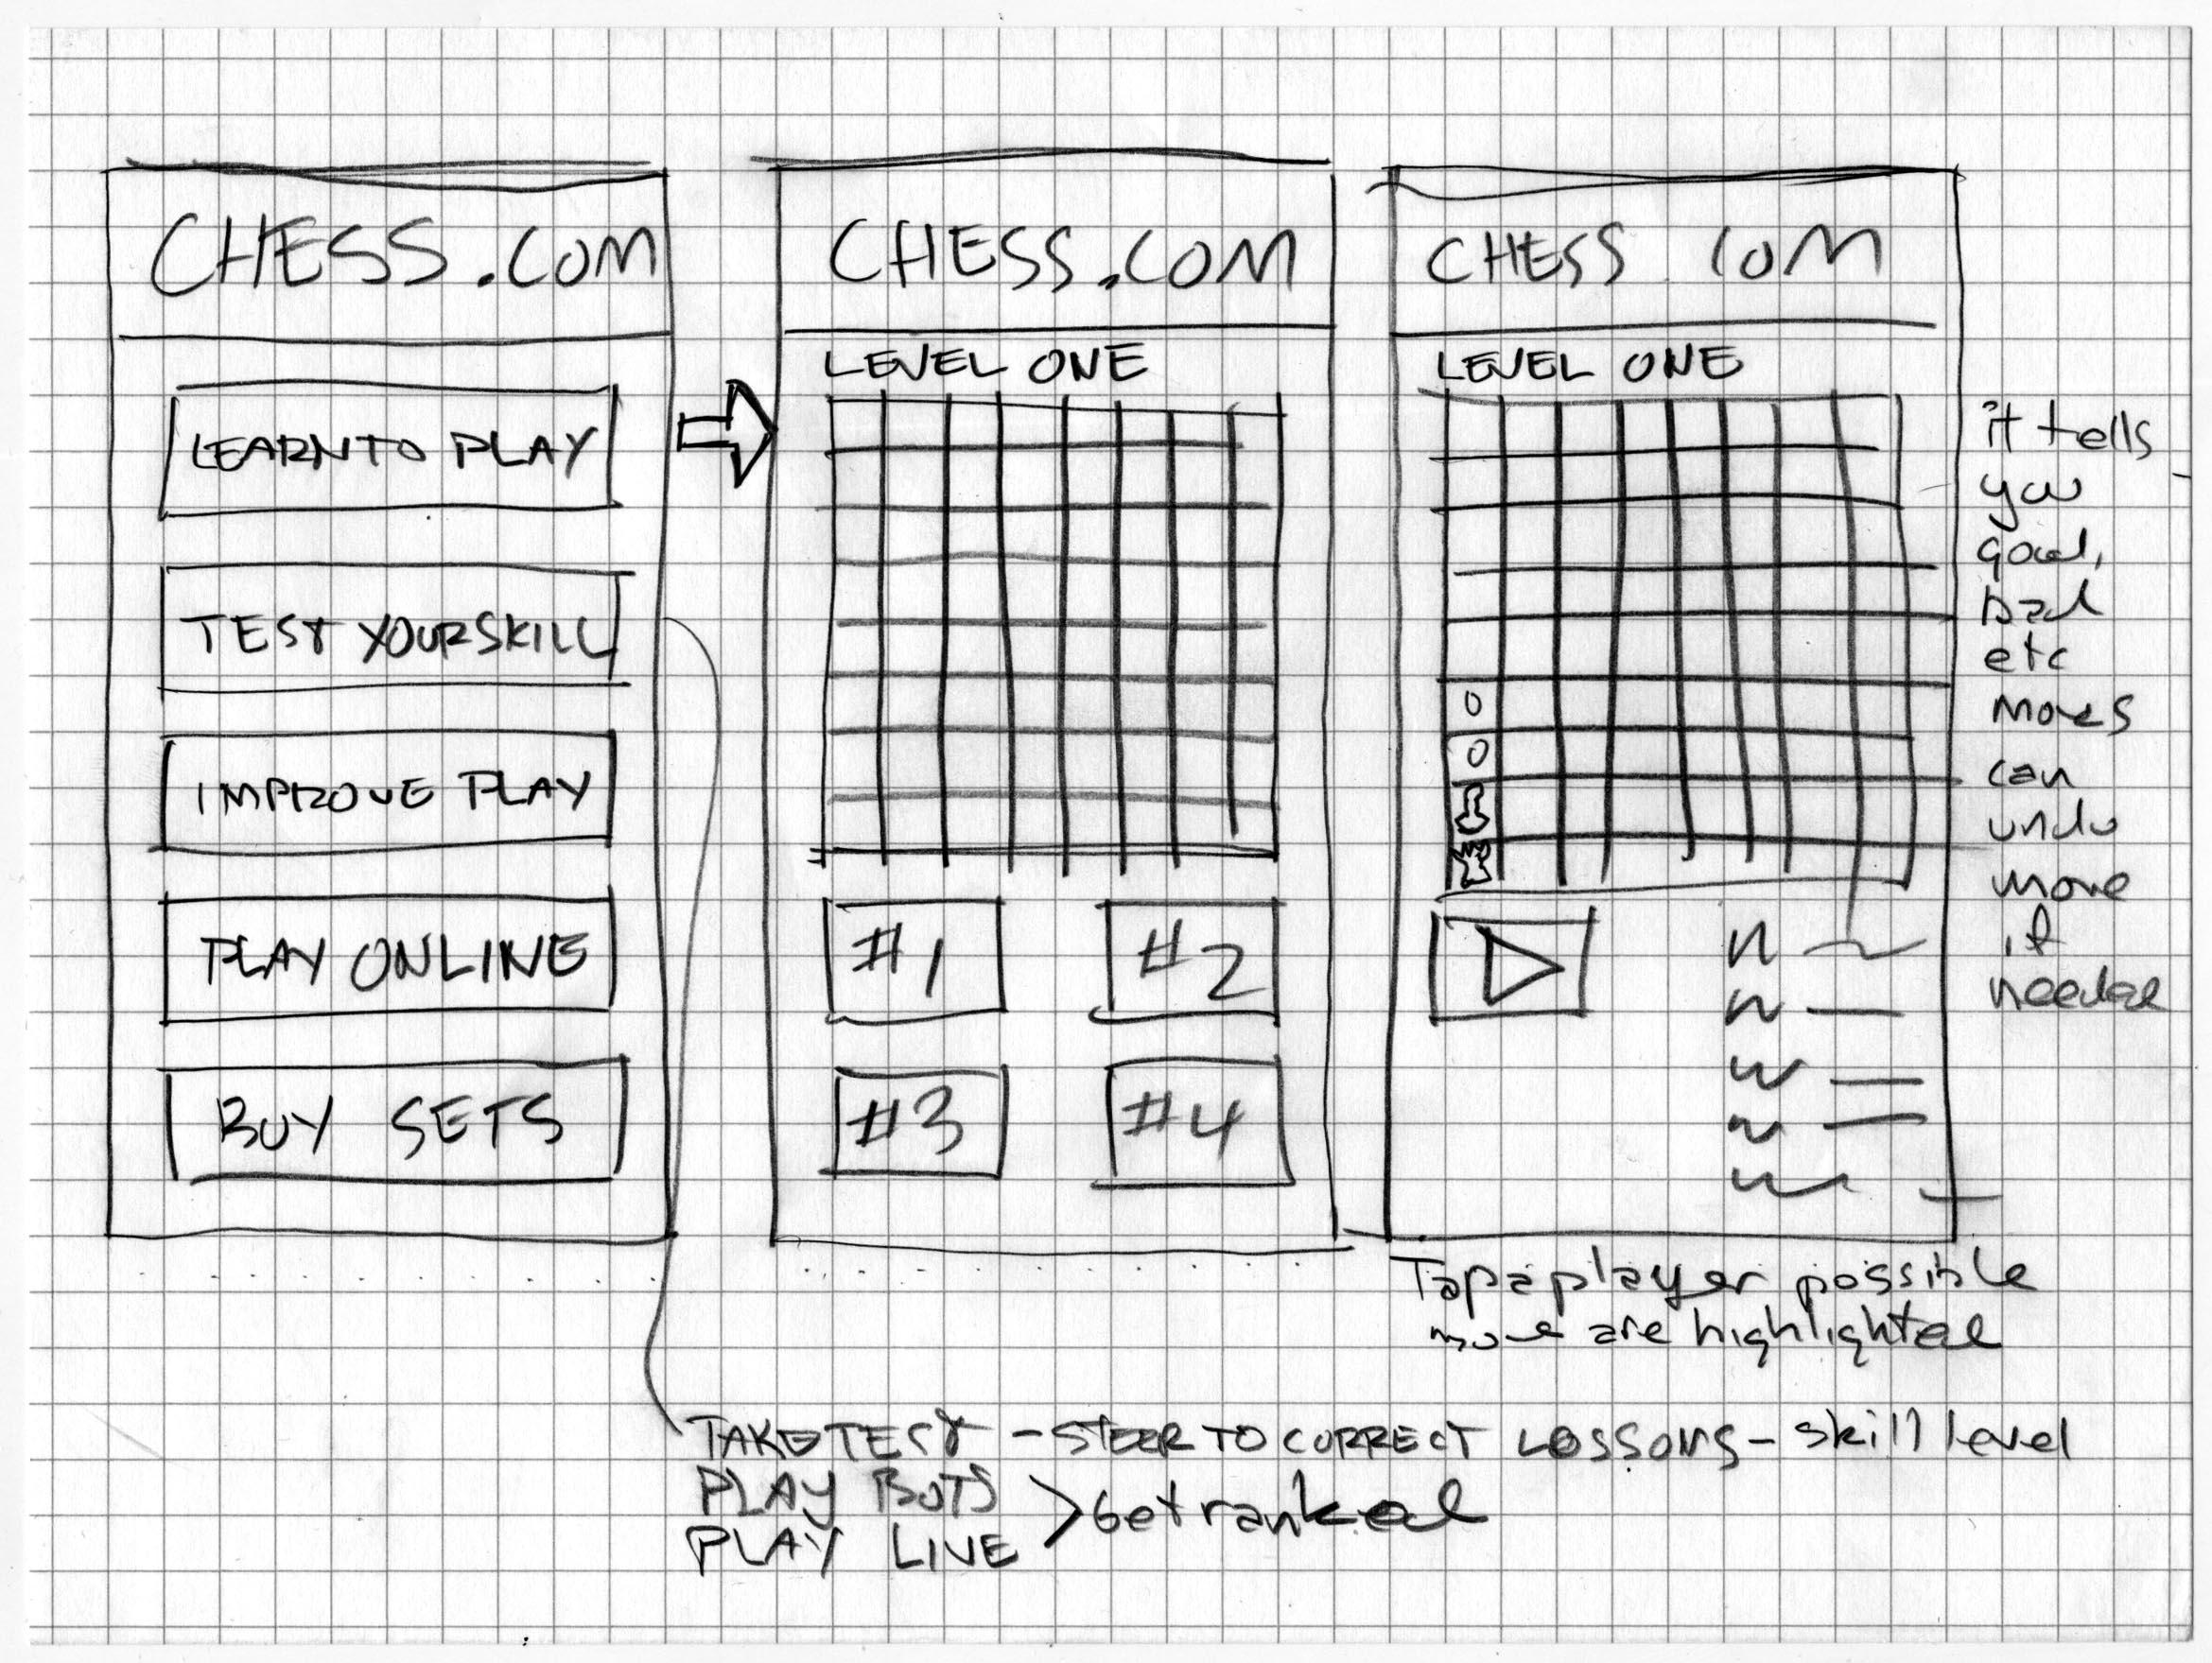 CHESS.COM
LEARN TO PLAY
TEST YOUR SKILL
IMPROVE PLAY
PLAY ONLINE
BUY SETS
CHESS.COM
LEVEL ONE
#1
#2
#3
#4
CHESS COM
LEVEL ONE
it tells
you
good,
bad
etc
moves
can
undo
move
if
needed
Tap a player possible
move are highlighted
TAKE TEST - STEER TO CORRECT LESSONS - skill level
PLAY BOTS
PLAY LIVE
> Get ranked